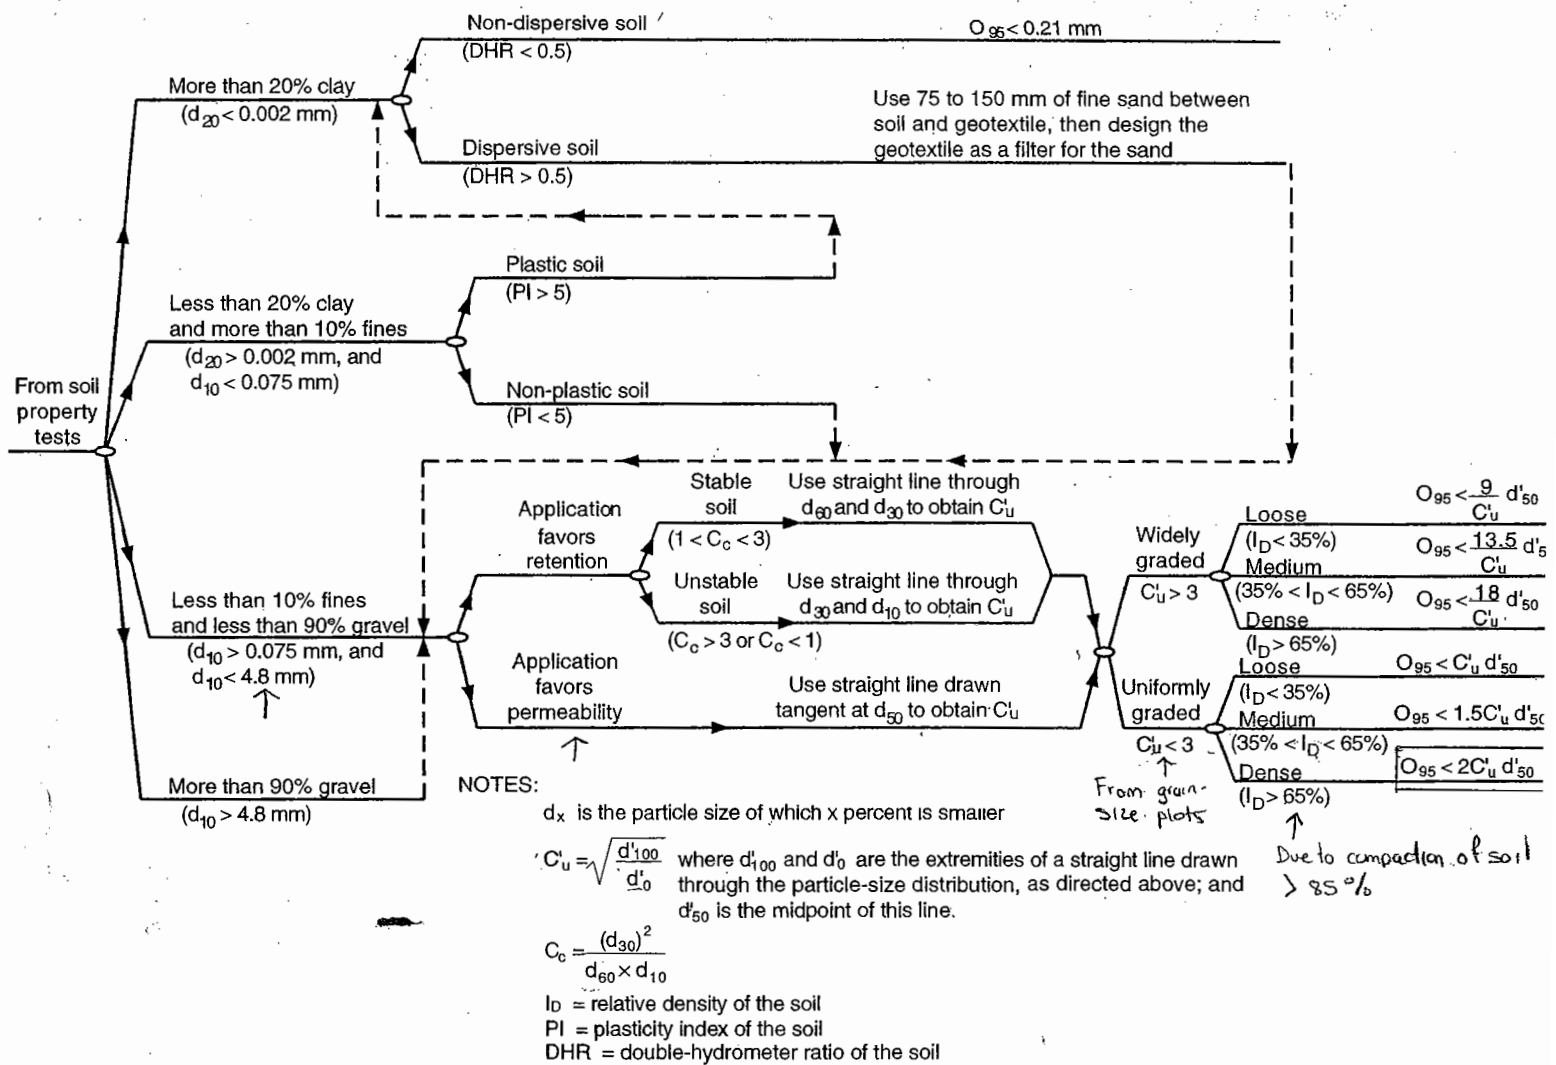 Non-dispersive soil
(DHR < 0.5)
O95 < 0.21 mm
More than 20% clay
(d20 < 0.002 mm)
Use 75 to 150 mm of fine sand between
soil and geotextile, then design the
geotextile as a filter for the sand
Dispersive soil
(DHR > 0.5)
Plastic soil
(PI > 5)
Less than 20% clay
and more than 10% fines
(d20 > 0.002 mm, and
d10 < 0.075 mm)
Non-plastic soil
(PI < 5)
From soil
property
tests
Application
favors
retention
Stable
soil
(1 < Cc < 3)
Use straight line through
d60 and d30 to obtain C'u
Unstable
soil
(Cc > 3 or Cc < 1)
Use straight line through
d30 and d10 to obtain C'u
Less than 10% fines
and less than 90% gravel
(d10 > 0.075 mm, and
d10 < 4.8 mm)
Application
favors
permeability
Use straight line drawn
tangent at d50 to obtain C'u
More than 90% gravel
(d10 > 4.8 mm)
Widely
graded
C'u > 3
Loose
(ID < 35%)
O95 < 9/C'u d'50
Medium
(35% < ID < 65%)
O95 < 13.5/C'u d'5
Dense
(ID > 65%)
O95 < 18/C'u d'50
Uniformly
graded
C'u < 3
Loose
(ID < 35%)
O95 < C'u d'50
Medium
(35% < ID < 65%)
O95 < 1.5C'u d'50
Dense
(ID > 65%)
O95 < 2C'u d'50
From grain-
size plots
Due to compaction of soil
> 85%
NOTES:
dx is the particle size of which x percent is smaller
C'u = √(d'100/d'0) where d'100 and d'0 are the extremities of a straight line drawn
through the particle-size distribution, as directed above; and
d'50 is the midpoint of this line.
Cc = (d30)²/(d60 × d10)
ID = relative density of the soil
PI = plasticity index of the soil
DHR = double-hydrometer ratio of the soil